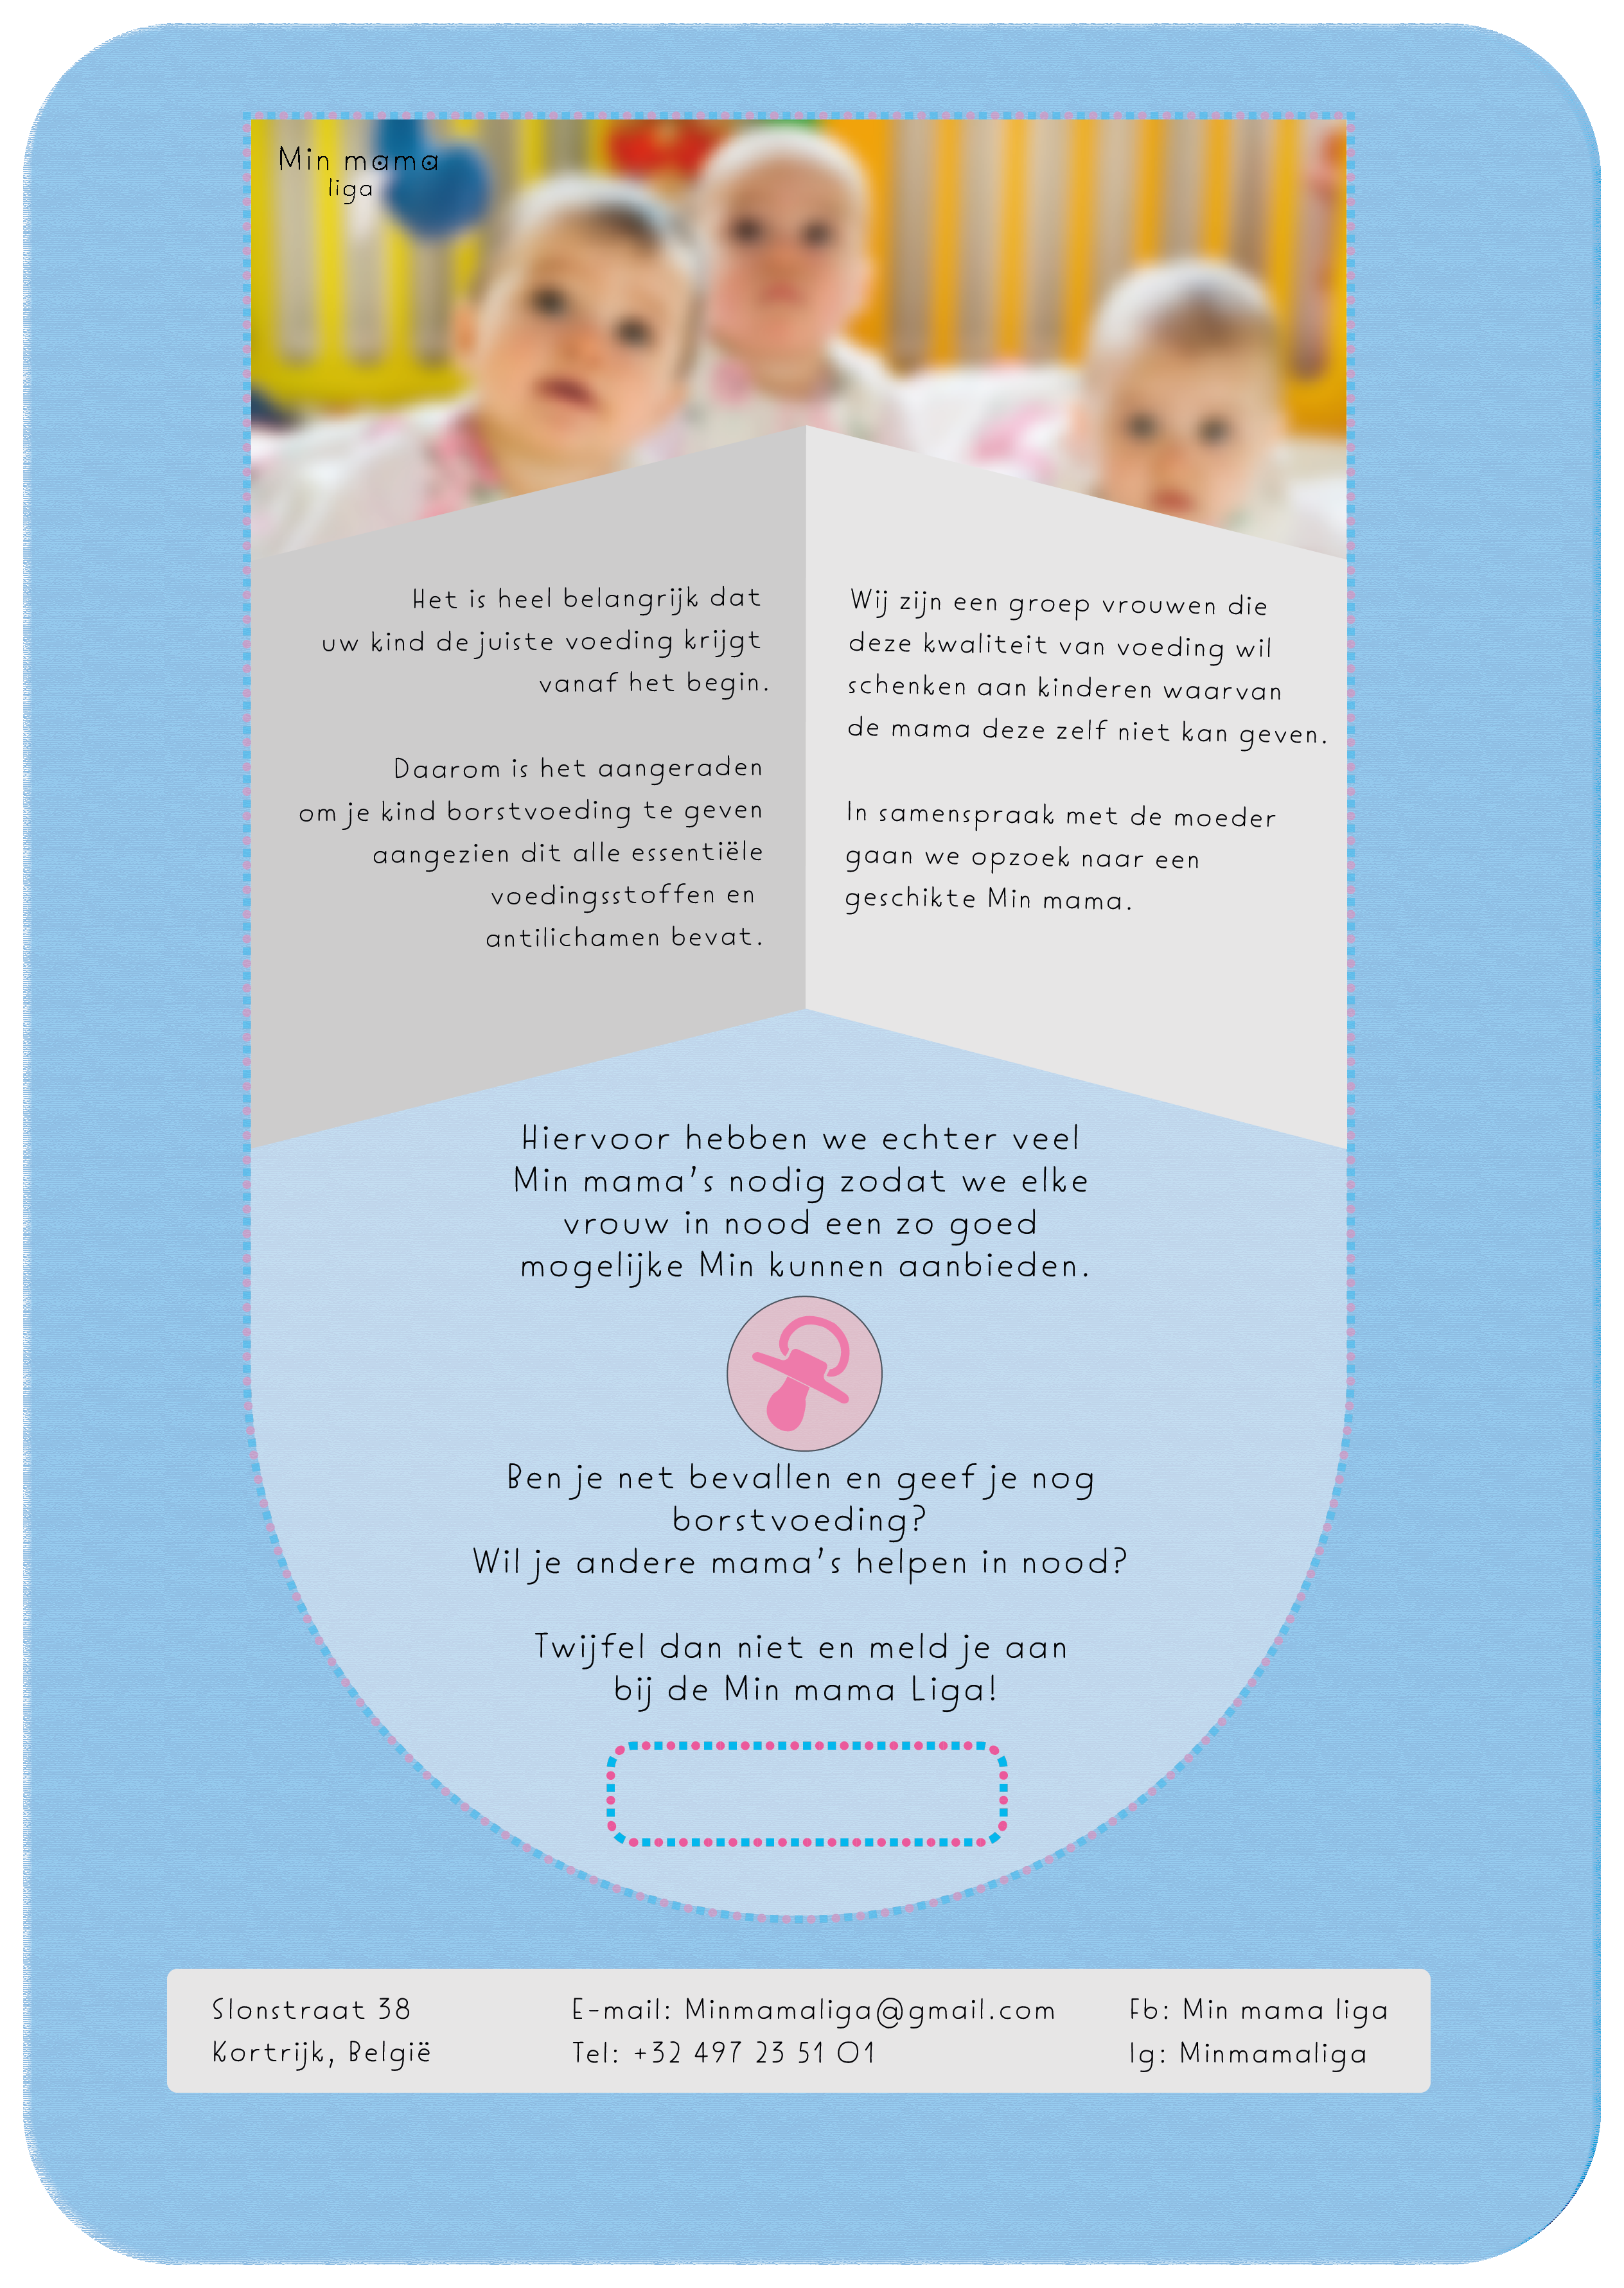 Min mama
liga
Het is heel belangrijk dat
uw kind de juiste voeding krijgt
vanaf het begin.
Daarom is het aangeraden
om je kind borstvoeding te geven
aangezien dit alle essentiële
voedingsstoffen en
antilichamen bevat.
Wij zijn een groep vrouwen die
deze kwaliteit van voeding wil
schenken aan kinderen waarvan
de mama deze zelf niet kan geven.
In samenspraak met de moeder
gaan we opzoek naar een
geschikte Min mama.
Hiervoor hebben we echter veel
Min mama's nodig zodat we elke
vrouw in nood een zo goed
mogelijke Min kunnen aanbieden.
Ben je net bevallen en geef je nog
borstvoeding?
Wil je andere mama's helpen in nood?
Twijfel dan niet en meld je aan
bij de Min mama Liga!
Slonstraat 38
Kortrijk, België
E-mail: Minmamaliga@gmail.com
Tel: +32 497 23 51 01
Fb: Min mama liga
Ig: Minmamaliga